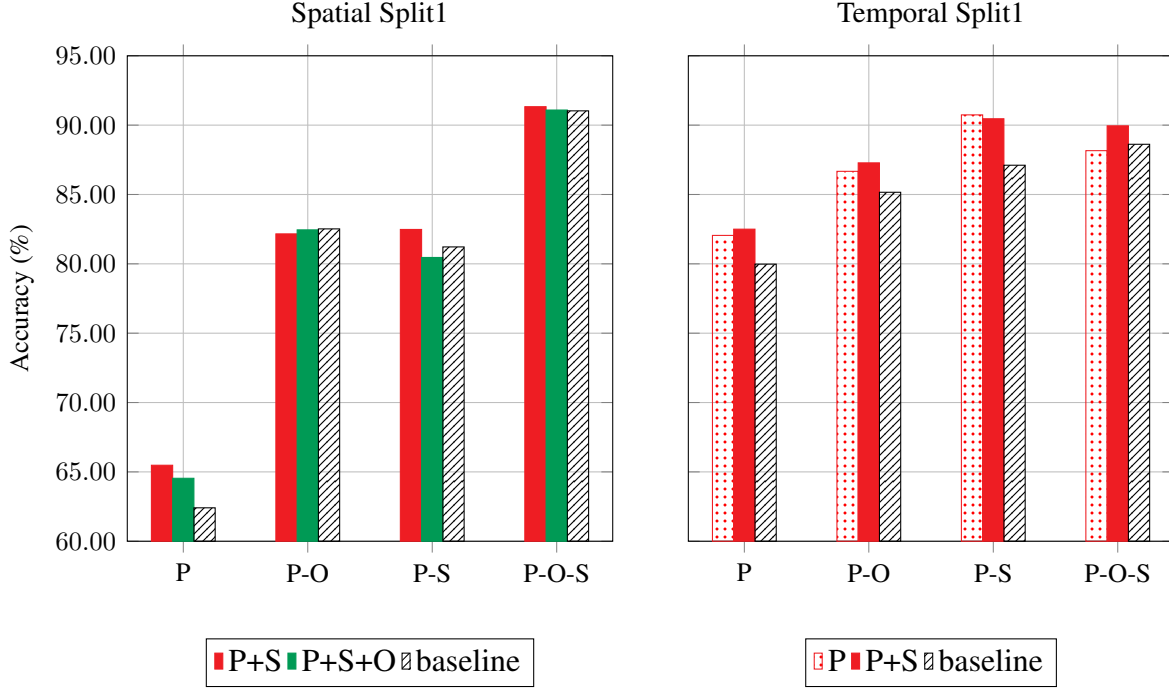 Spatial Split1
Temporal Split1
95.00
90.00
85.00
80.00
75.00
70.00
65.00
60.00
Accuracy (%)
P P-O P-S P-O-S
P P-O P-S P-O-S
P+S P+S+O baseline
P P+S baseline